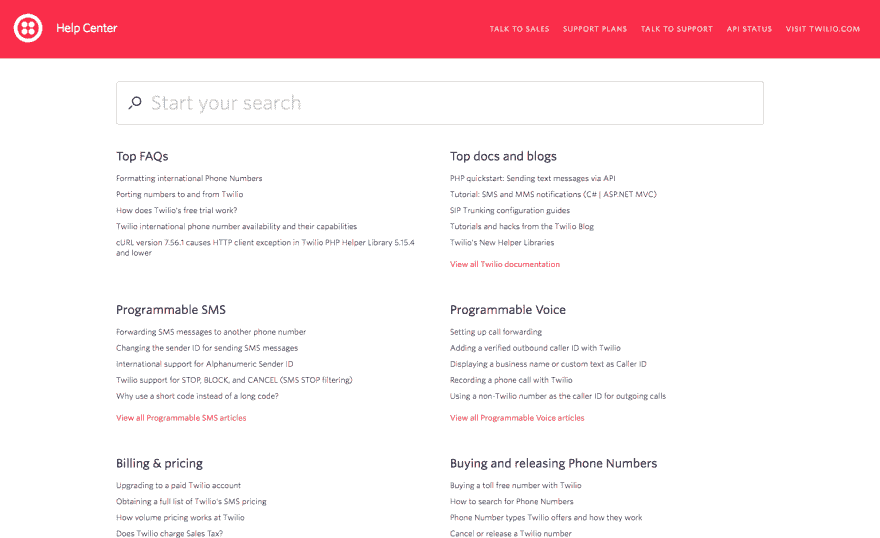 Help Center
TALK TO SALES
SUPPORT PLANS
TALK TO SUPPORT
API STATUS
VISIT TWILIO.COM
Start your search
Top FAQs
Formatting international Phone Numbers
Porting numbers to and from Twilio
How does Twilio's free trial work?
Twilio international phone number availability and their capabilities
cURL version 7.56.1 causes HTTP client exception in Twilio PHP Helper Library 5.15.4
and lower
Top docs and blogs
PHP quickstart: Sending text messages via API
Tutorial: SMS and MMS notifications (C# | ASP.NET MVC)
SIP Trunking configuration guides
Tutorials and hacks from the Twilio Blog
Twilio's New Helper Libraries
View all Twilio documentation
Programmable SMS
Forwarding SMS messages to another phone number
Changing the sender ID for sending SMS messages
International support for Alphanumeric Sender ID
Twilio support for STOP, BLOCK, and CANCEL (SMS STOP filtering)
Why use a short code instead of a long code?
View all Programmable SMS articles
Programmable Voice
Setting up call forwarding
Adding a verified outbound caller ID with Twilio
Displaying a business name or custom text as Caller ID
Recording a phone call with Twilio
Using a non-Twilio number as the caller ID for outgoing calls
View all Programmable Voice articles
Billing & pricing
Upgrading to a paid Twilio account
Obtaining a full list of Twilio's SMS pricing
How volume pricing works at Twilio
Does Twilio charge Sales Tax?
Buying and releasing Phone Numbers
Buying a toll free number with Twilio
How to search for Phone Numbers
Phone Number types Twilio offers and how they work
Cancel or release a Twilio number